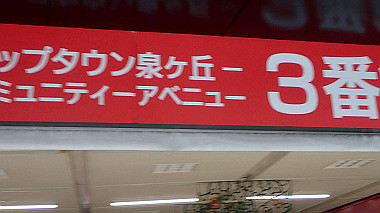 ップタウン泉ヶ丘ー
ミュニティーアベニュー
3番